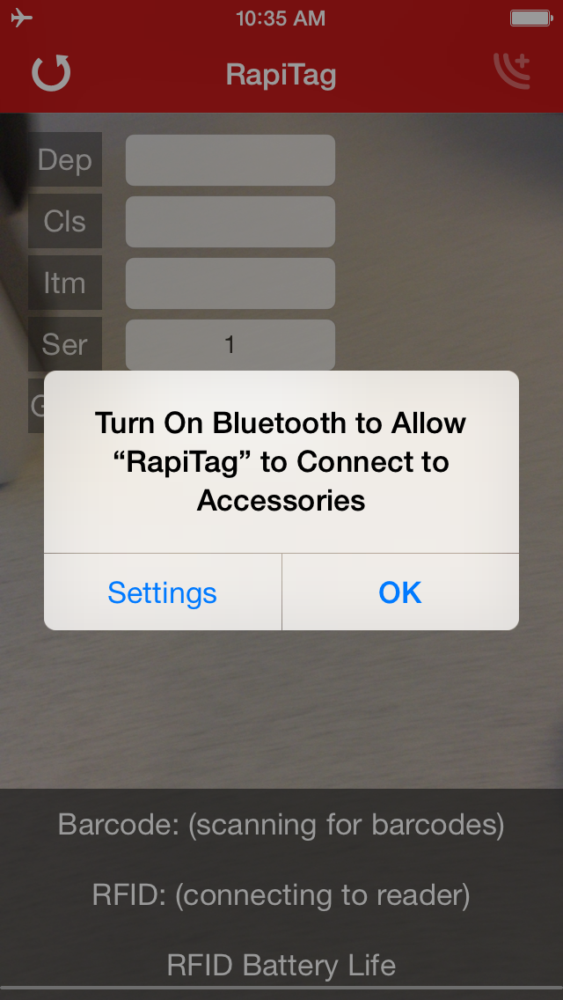 10:35 AM
RapiTag
Dep
Cls
Itm
Ser 1
Turn On Bluetooth to Allow
“RapiTag” to Connect to
Accessories
Settings OK
Barcode: (scanning for barcodes)
RFID: (connecting to reader)
RFID Battery Life